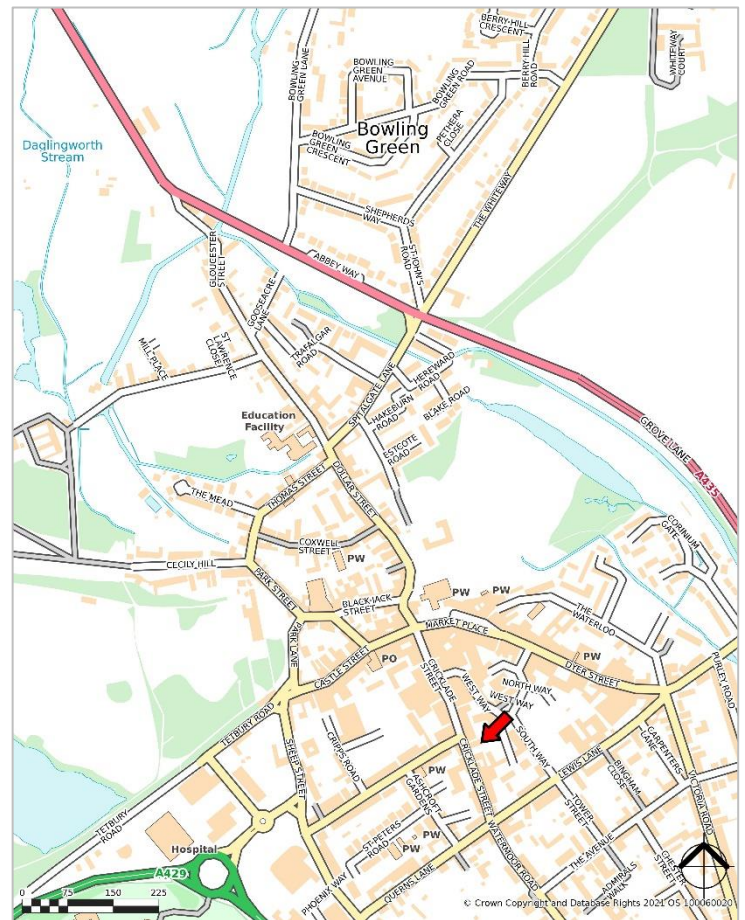 BERRY-HILL
CRESCENT
WHITEWAY
COURT
BOWLING GREEN LANE
BOWLING
GREEN
AVENUE
BOWLING
GREEN ROAD
BERRY-HILL
ROAD
Bowling
Green
PETHERA
CLOSE
BOWLING
GREEN
CRESCENT
Daglingworth
Stream
SHEPHERDS
WAY
THE WHITEWAY
ST-JOHN'S
ROAD
GLOUCESTER
STREET
ABBEY WAY
GOOSEACRE
LANE
ST
LAWRENCE
CLOSE
MILL-PLACE
TRAFALGAR
ROAD
SPITALGATE LANE
HEREWARD
ROAD
HAKEBURN
ROAD
BLAKE ROAD
ESTCOTE
ROAD
GROVE LANE
A435
Education
Facility
THE MEAD
THOMAS STREET
DOLLAR STREET
COXWELL
STREET
PW
CECILY HILL
PARK STREET
BLACK-JACK
STREET
PW
PW
CORINIUM
GATE
THE
WATERLOO
MARKET PLACE
PARK LANE
CASTLE STREET
PO
CRICKLADE
STREET
DYER STREET
PW
PURLEY ROAD
WEST WAY
NORTH WAY
WEST WAY
SOUTH WAY
TETBURY ROAD
SHEEP STREET
CRIPPS ROAD
PW
ASHCROFT
GARDENS
CRICKLADE STREET
LEWIS LANE
BINGHAM
CLOSE
CARPENTERS
LANE
VICTORIA ROAD
TETBURY
ROAD
Hospital
A429
ST-PETERS
ROAD
PW
PW
PHOENIX WAY
QUERNS LANE
WATERMOOR ROAD
TOWER
STREET
THE AVENUE
ADMIRALS
WALK
CHESTER
STREET
0 75 150 225
© Crown Copyright and Database Rights 2021 OS 100060020